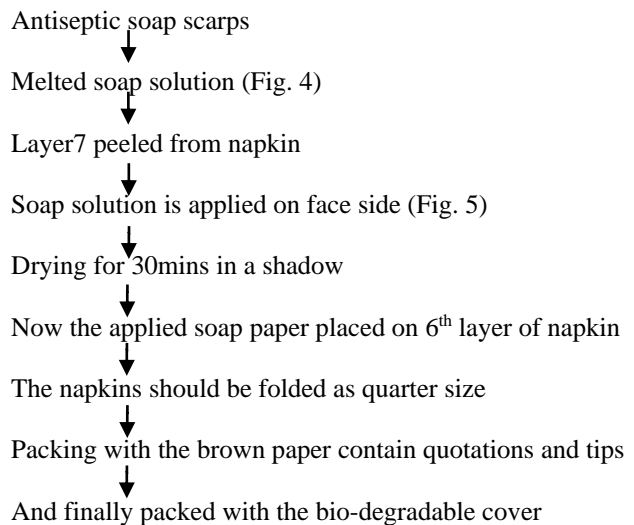 Antiseptic soap scarps
Melted soap solution (Fig. 4)
Layer7 peeled from napkin
Soap solution is applied on face side (Fig. 5)
Drying for 30mins in a shadow
Now the applied soap paper placed on 6th layer of napkin
The napkins should be folded as quarter size
Packing with the brown paper contain quotations and tips
And finally packed with the bio-degradable cover